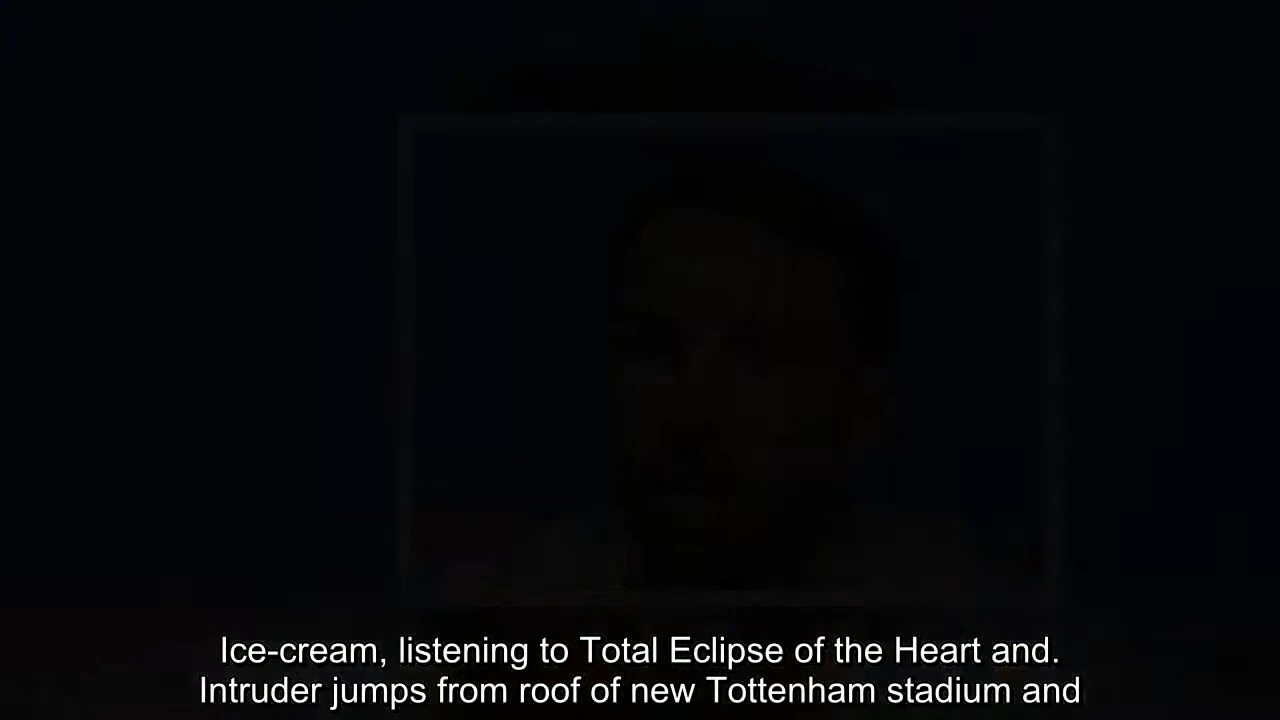 Ice-cream, listening to Total Eclipse of the Heart and.
Intruder jumps from roof of new Tottenham stadium and